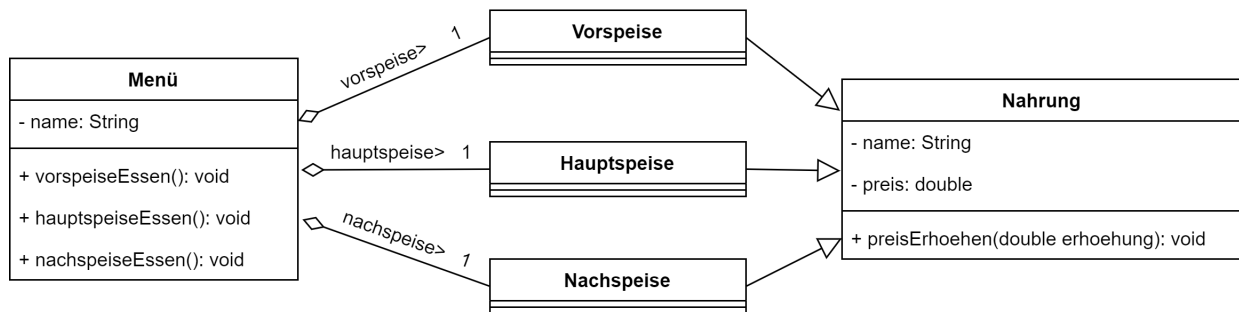 Menü
- name: String
+ vorspeiseEssen(): void
+ hauptspeiseEssen(): void
+ nachspeiseEssen(): void
vorspeise>
1
hauptspeise>
1
nachspeise>
1
Vorspeise
Hauptspeise
Nachspeise
Nahrung
- name: String
- preis: double
+ preisErhoehen(double erhoehung): void